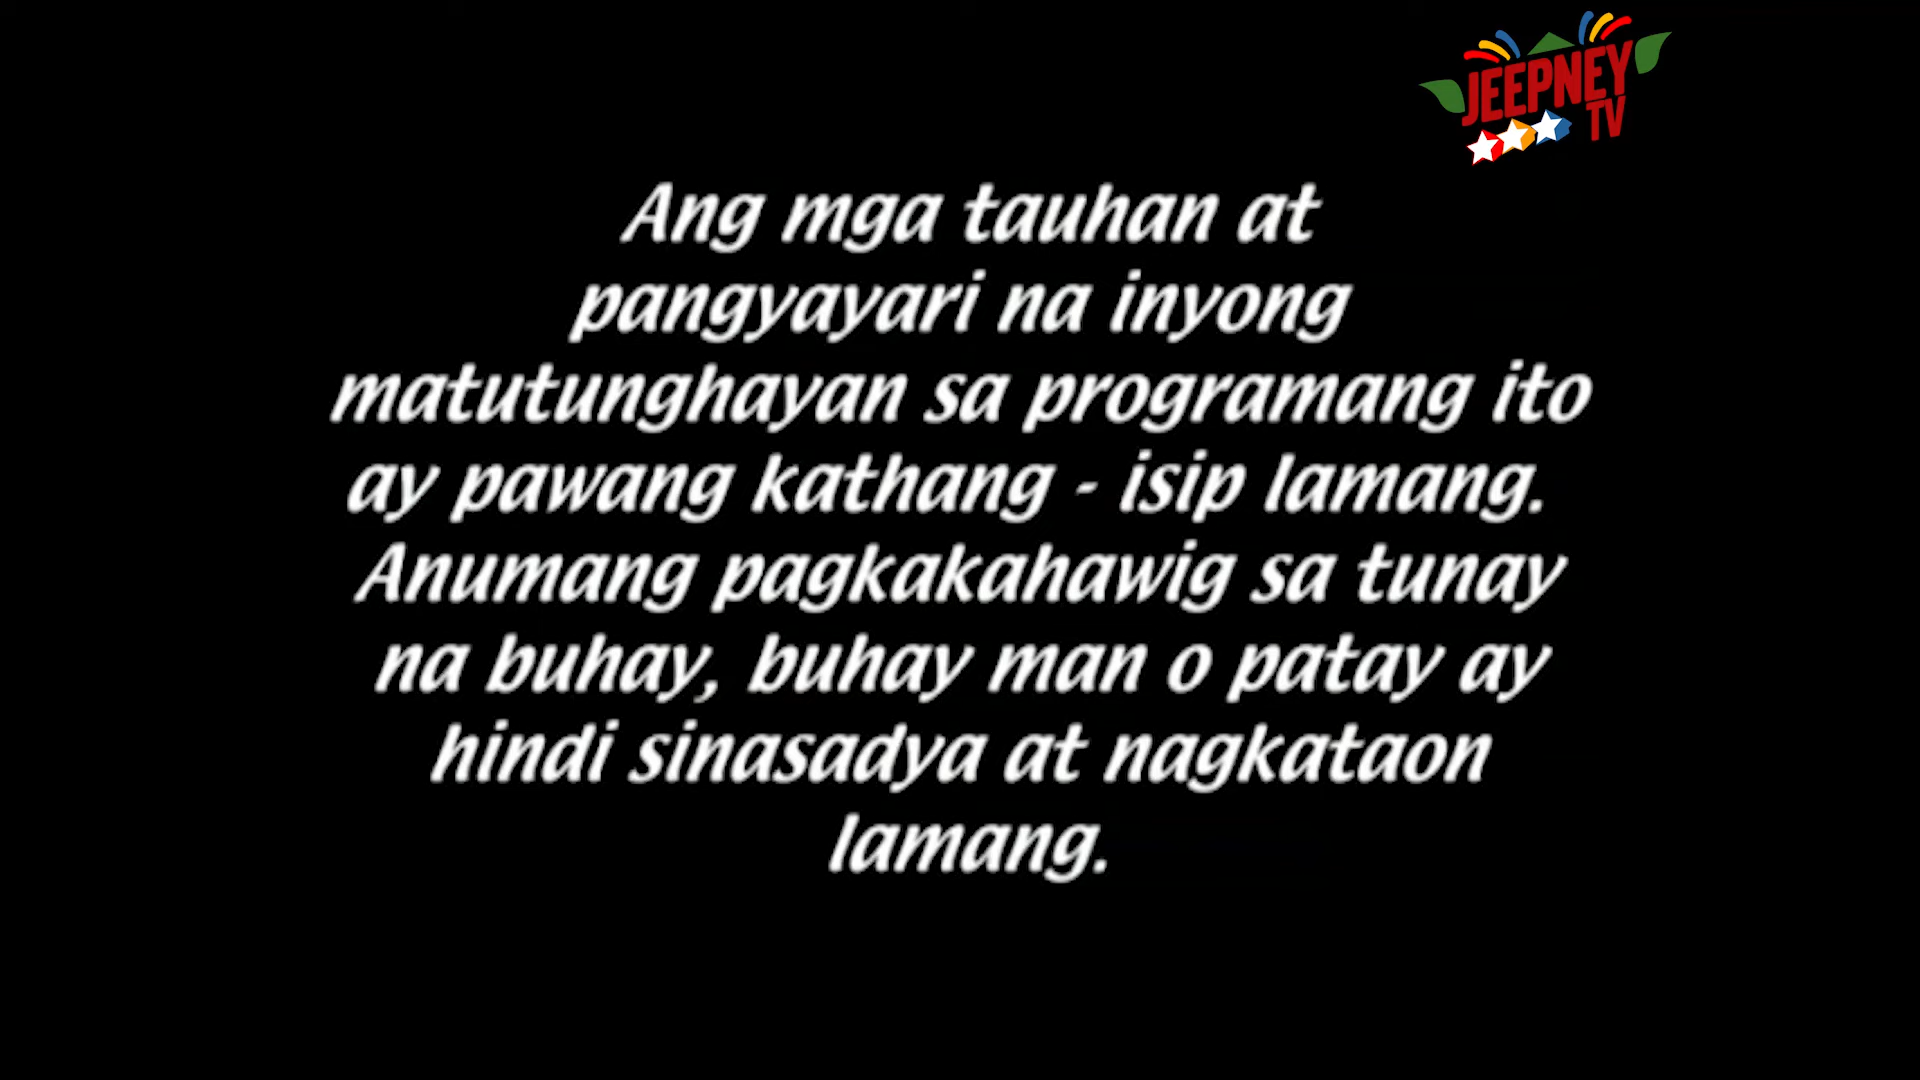 JEEPNEY
TV
Ang mga tauhan at
pangyayari na inyong
matutunghayan sa programang ito
ay pawang kathang - isip lamang.
Anumang pagkakahawig sa tunay
na buhay, buhay man o patay ay
hindi sinasadya at nagkataon
lamang.